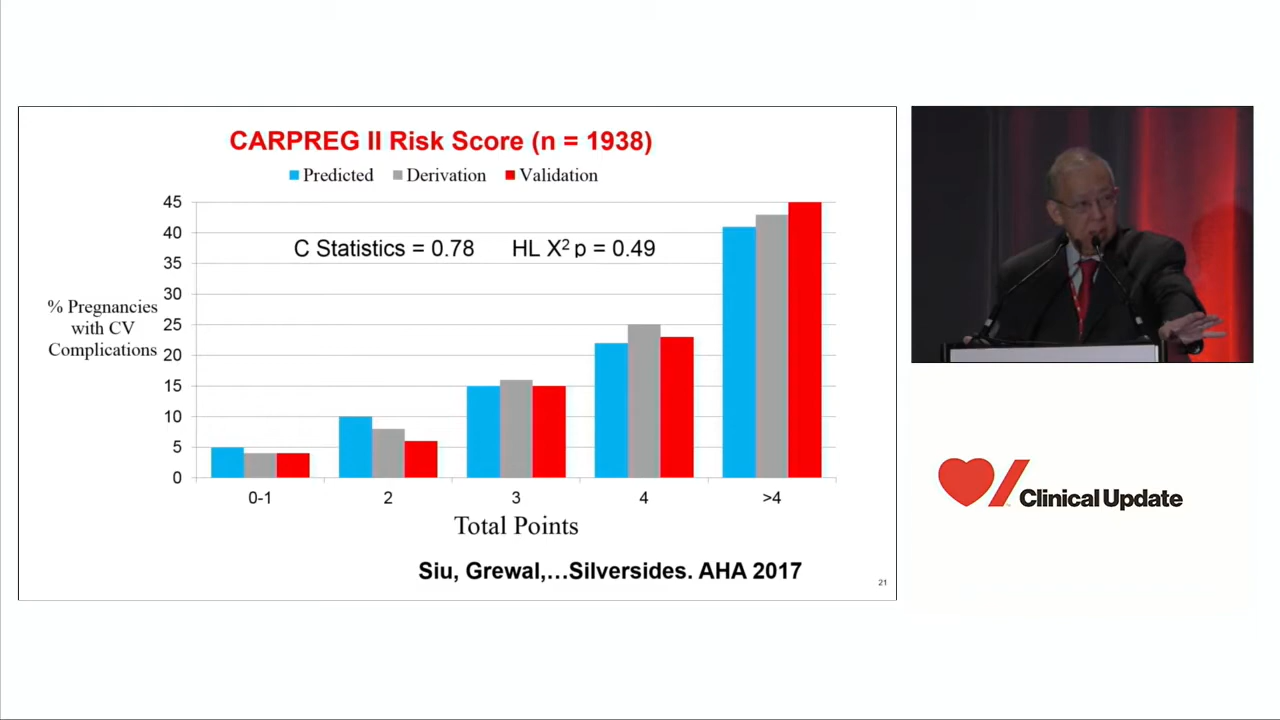 CARPREG II Risk Score (n = 1938)
Predicted Derivation Validation
45
40
35
30
25
20
15
10
5
0
C Statistics = 0.78 HL X² p = 0.49
% Pregnancies
with CV
Complications
0-1 2 3 4 >4
Total Points
Siu, Grewal,…Silversides. AHA 2017
21
Clinical Update